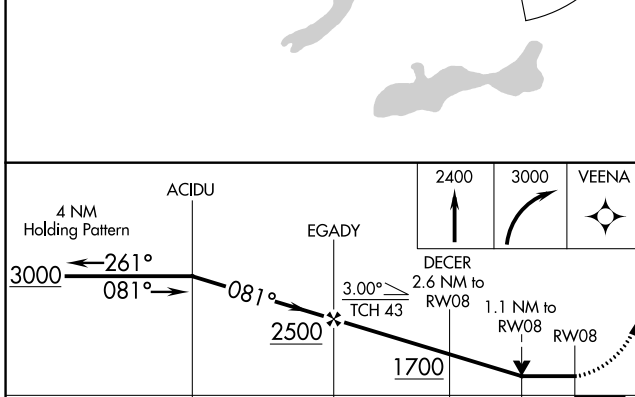 2400
3000
VEENA
ACIDU
4 NM
Holding Pattern
EGADY
DECER
2.6 NM to
RW08
3000
261°
081°
081°
3.00°
TCH 43
1.1 NM to
RW08
RW08
2500
1700